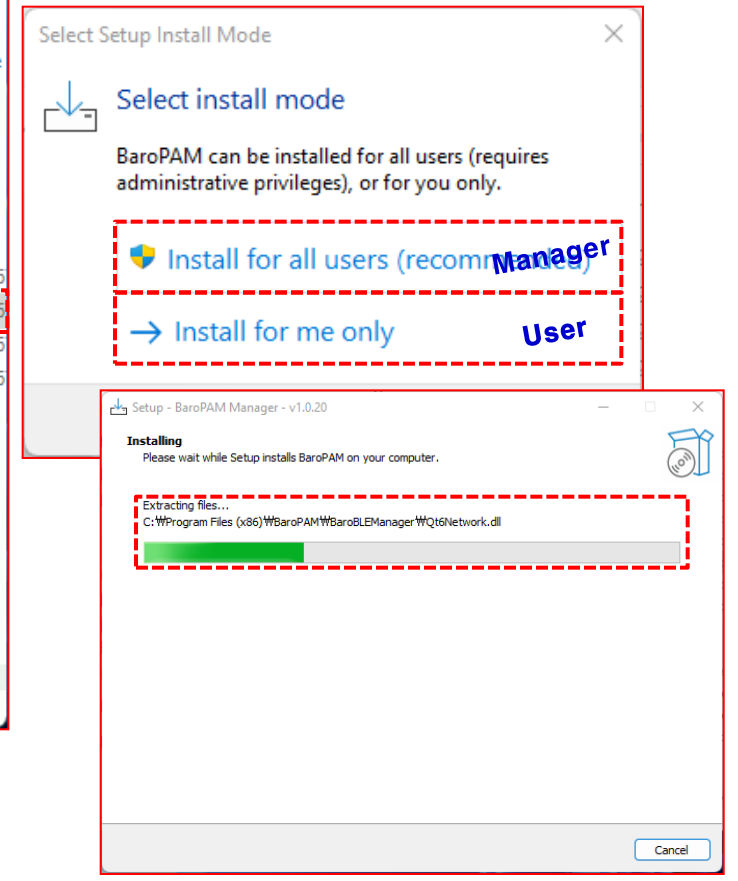 Select Setup Install Mode
Select install mode
BaroPAM can be installed for all users (requires
administrative privileges), or for you only.
Install for all users (recommended)
Manager
Install for me only
User
Setup - BaroPAM Manager - v1.0.20
Installing
Please wait while Setup installs BaroPAM on your computer.
Extracting files...
C:₩Program Files (x86)₩BaroPAM₩BaroBLEManager₩Qt6Network.dll
Cancel